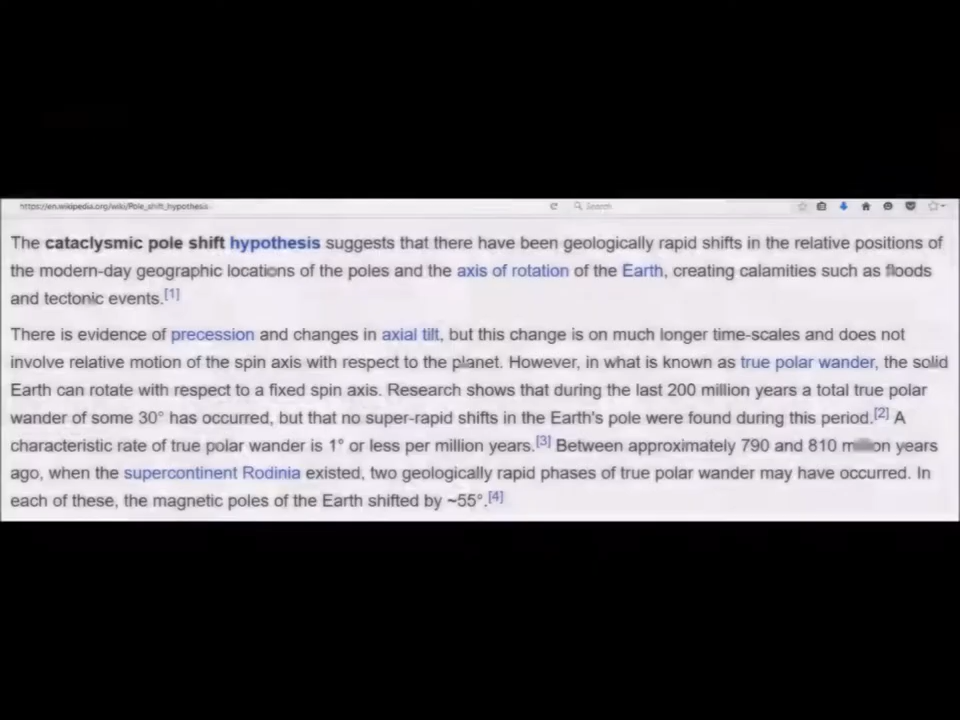 https://en.wikipedia.org/wiki/Pole_shift_hypothesis
Search
The cataclysmic pole shift hypothesis suggests that there have been geologically rapid shifts in the relative positions of
the modern-day geographic locations of the poles and the axis of rotation of the Earth, creating calamities such as floods
and tectonic events.[1]
There is evidence of precession and changes in axial tilt, but this change is on much longer time-scales and does not
involve relative motion of the spin axis with respect to the planet. However, in what is known as true polar wander, the solid
Earth can rotate with respect to a fixed spin axis. Research shows that during the last 200 million years a total true polar
wander of some 30° has occurred, but that no super-rapid shifts in the Earth's pole were found during this period.[2] A
characteristic rate of true polar wander is 1° or less per million years.[3] Between approximately 790 and 810 million years
ago, when the supercontinent Rodinia existed, two geologically rapid phases of true polar wander may have occurred. In
each of these, the magnetic poles of the Earth shifted by ~55°.[4]